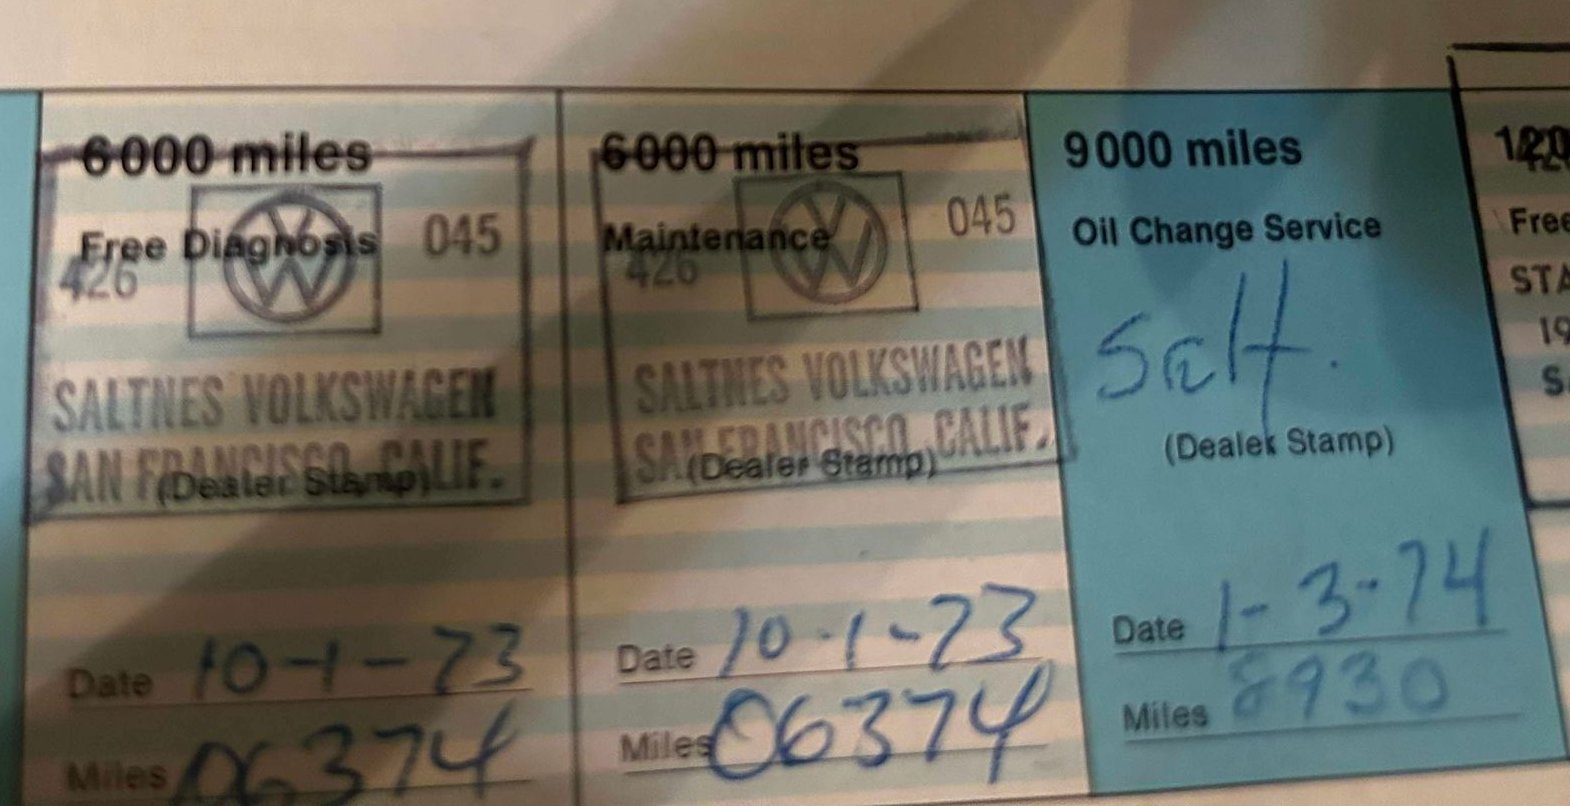 6000 miles
Free Diagnosis
045
426
SALTNES VOLKSWAGEN
SAN FRANCISCO, CALIF.
(Dealer Stamp)
Date 10-1-73
Miles 06374
6000 miles
Maintenance
045
426
SALTNES VOLKSWAGEN
SAN FRANCISCO, CALIF.
(Dealer Stamp)
Date 10-1-73
Miles 06374
9000 miles
Oil Change Service
(Dealer Stamp)
Date 1-3-74
Miles 8930
Free
STA
19
S